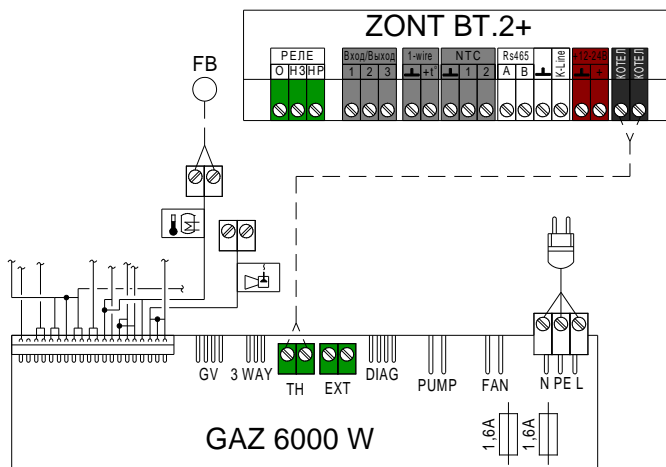 ZONT BT.2+
РЕЛЕ
О НЗ НР
Вход/Выход
1 2 3
1-wire
+t°
NTC
1 2
Rs465
A B
K-Line
+12-24В
+
КОТЕЛ
КОТЕЛ
FB
GV
3 WAY
TH
EXT
DIAG
PUMP
FAN
N PE L
GAZ 6000 W
1,6A
1,6A